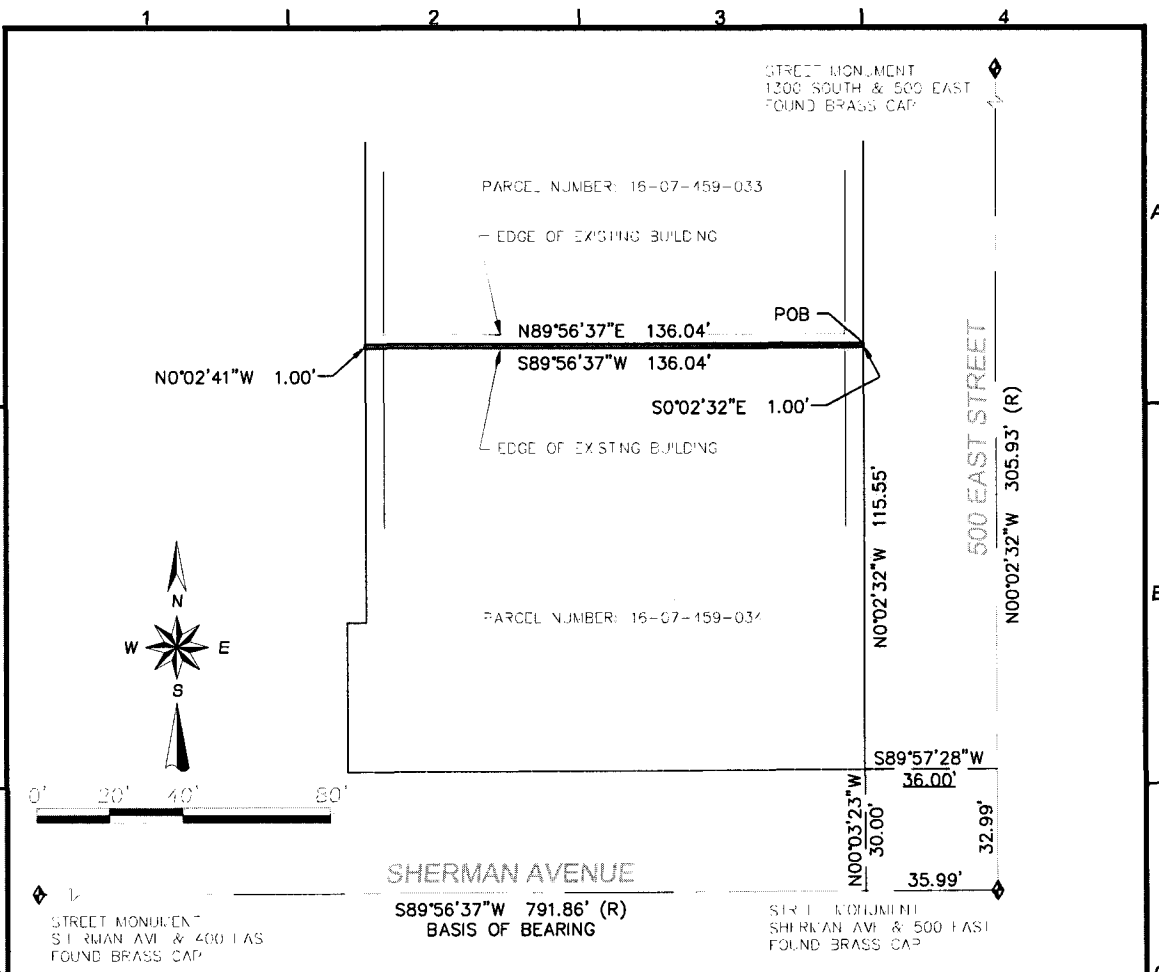 1 2 3 4
STREET MONUMENT
1300 SOUTH & 500 EAST
FOUND BRASS CAP
PARCEL NUMBER: 16-07-459-033
A
EDGE OF EXISTING BUILDING
POB
N89°56'37"E 136.04'
S89°56'37"W 136.04'
N0°02'41"W 1.00'
S0°02'32"E 1.00'
EDGE OF EXISTING BUILDING
500 EAST STREET
N00°02'32"W 305.93' (R)
N0°02'32"W 115.55'
N
W E
S
PARCEL NUMBER: 16-07-459-034
S89°57'28"W
36.00'
N00°03'23"W
30.00'
32.99'
0' 20' 40' 80'
35.99'
SHERMAN AVENUE
S89°56'37"W 791.86' (R)
BASIS OF BEARING
STREET MONUMENT
SHERMAN AVE & 400 EAS
FOUND BRASS CAP
STREET MONUMENT
SHERMAN AVE & 500 EAST
FOUND BRASS CAP